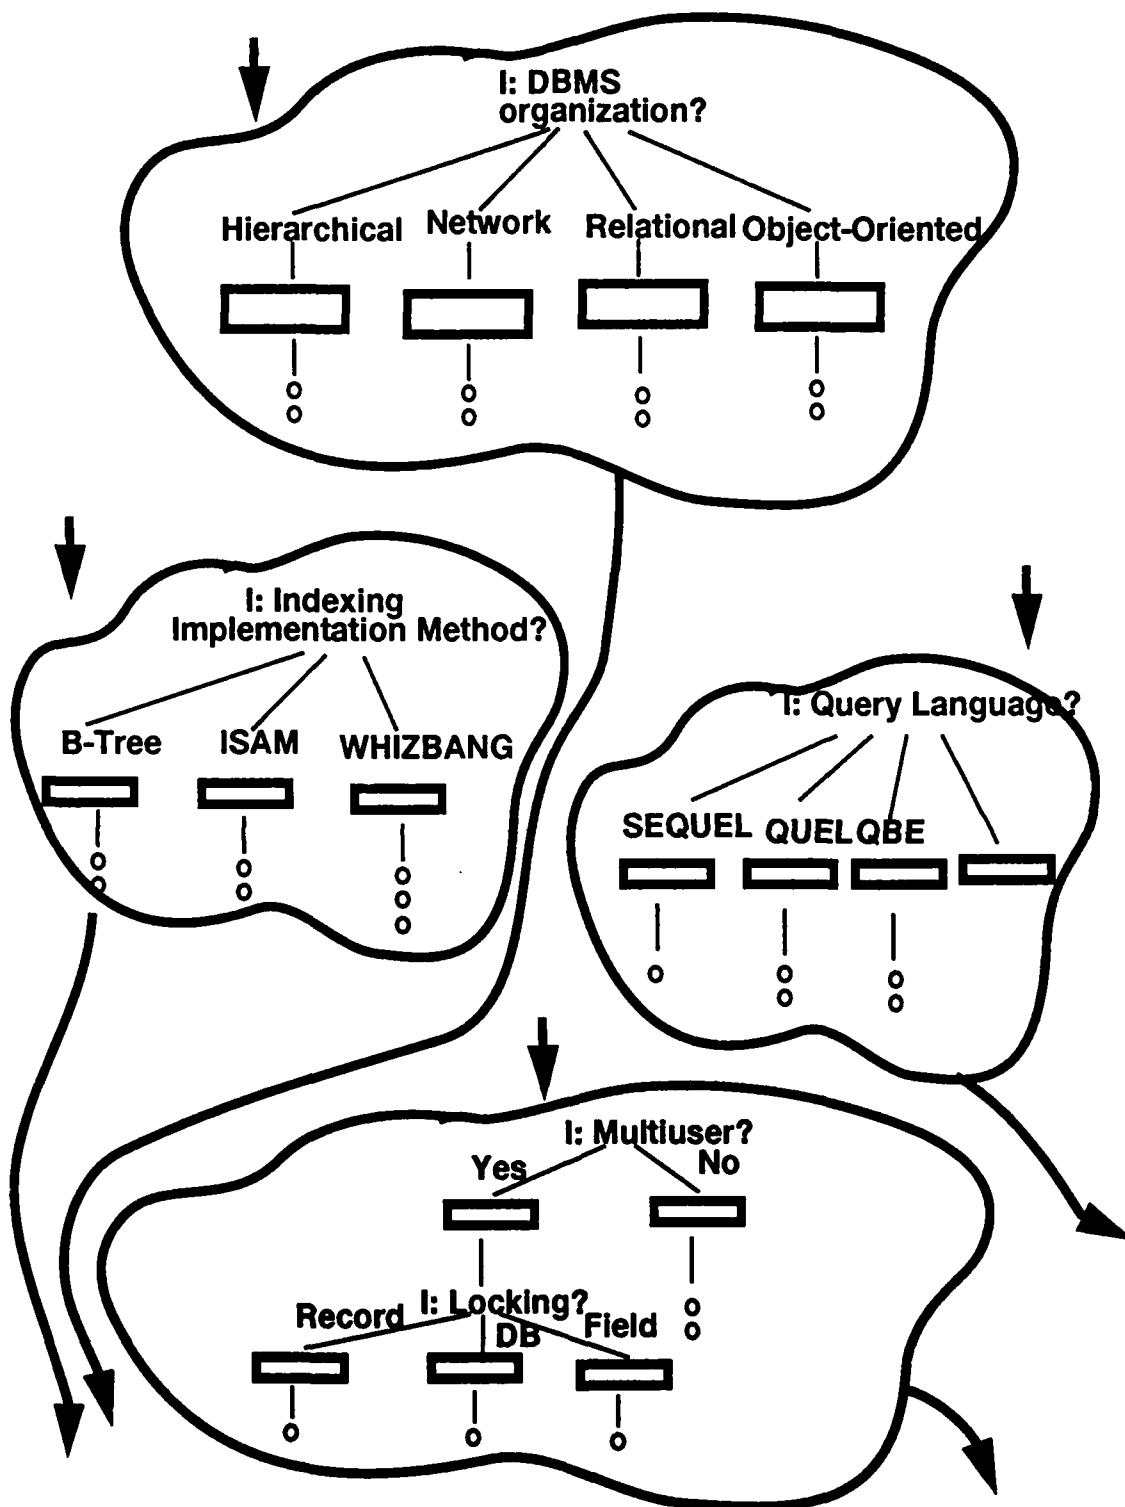 I: DBMS
organization?
Hierarchical Network Relational Object-Oriented
I: Indexing
Implementation Method?
B-Tree ISAM WHIZBANG
I: Query Language?
SEQUEL QUEL QBE
I: Multiuser?
Yes No
I: Locking?
Record DB Field